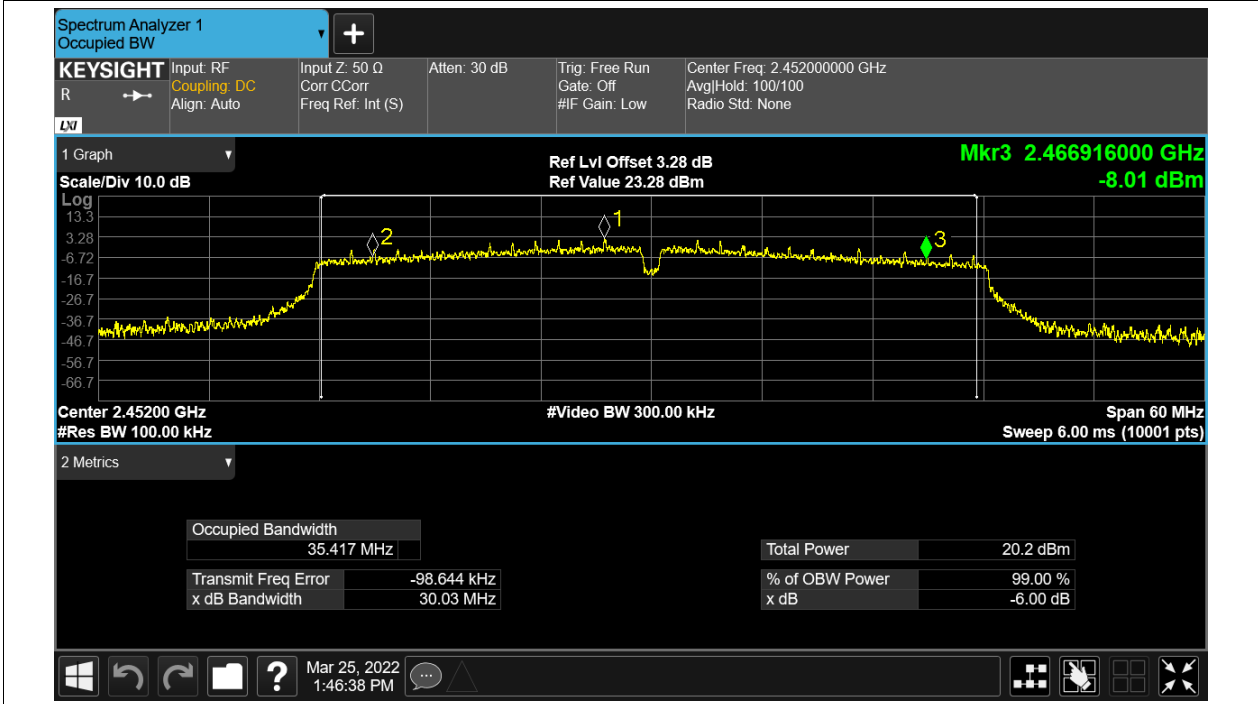 Spectrum Analyzer 1
Occupied BW
KEYSIGHT
R
LXI
Input: RF
Coupling: DC
Align: Auto
Input Z: 50 Ω
Corr CCorr
Freq Ref: Int (S)
Atten: 30 dB
Trig: Free Run
Gate: Off
#IF Gain: Low
Center Freq: 2.452000000 GHz
Avg|Hold: 100/100
Radio Std: None
1 Graph
Scale/Div 10.0 dB
Ref Lvl Offset 3.28 dB
Ref Value 23.28 dBm
Mkr3 2.466916000 GHz
-8.01 dBm
Log
13.3
3.28
-6.72
-16.7
-26.7
-36.7
-46.7
-56.7
-66.7
2
1
3
Center 2.45200 GHz
#Res BW 100.00 kHz
#Video BW 300.00 kHz
Span 60 MHz
Sweep 6.00 ms (10001 pts)
2 Metrics
Occupied Bandwidth
35.417 MHz
Transmit Freq Error -98.644 kHz
x dB Bandwidth 30.03 MHz
Total Power 20.2 dBm
% of OBW Power 99.00 %
x dB -6.00 dB
?
Mar 25, 2022
1:46:38 PM